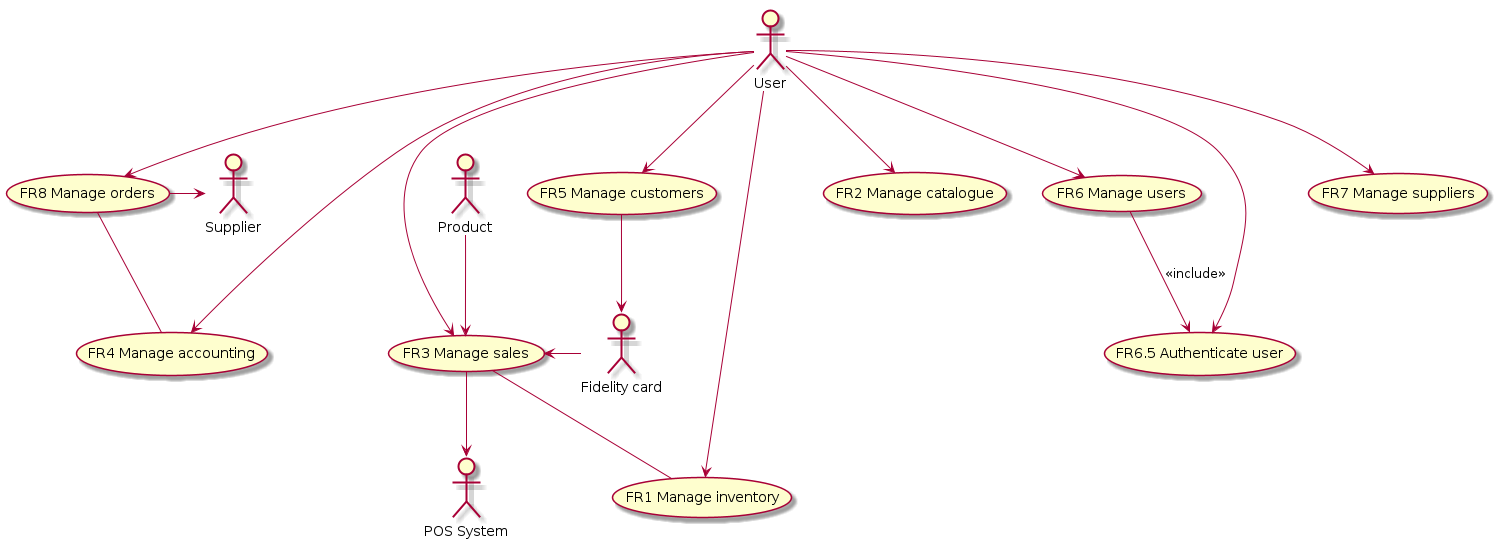 User
FR8 Manage orders
Supplier
Product
FR5 Manage customers
FR2 Manage catalogue
FR6 Manage users
FR7 Manage suppliers
«include»
FR4 Manage accounting
FR3 Manage sales
Fidelity card
FR6.5 Authenticate user
POS System
FR1 Manage inventory